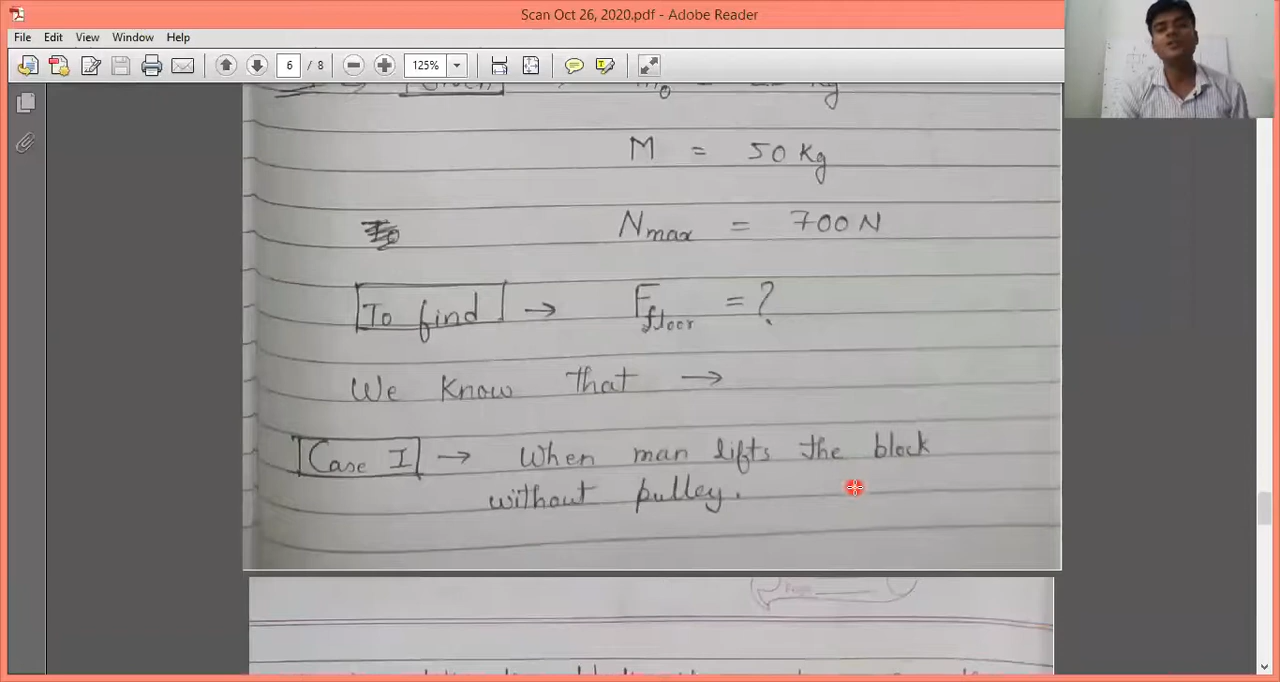 Scan Oct 26, 2020.pdf - Adobe Reader
File Edit View Window Help
6 / 8 125%
M = 50 Kg
Nmax = 700 N
To find → Ffloor = ?
We know that →
Case I → When man lifts the block
without pulley.